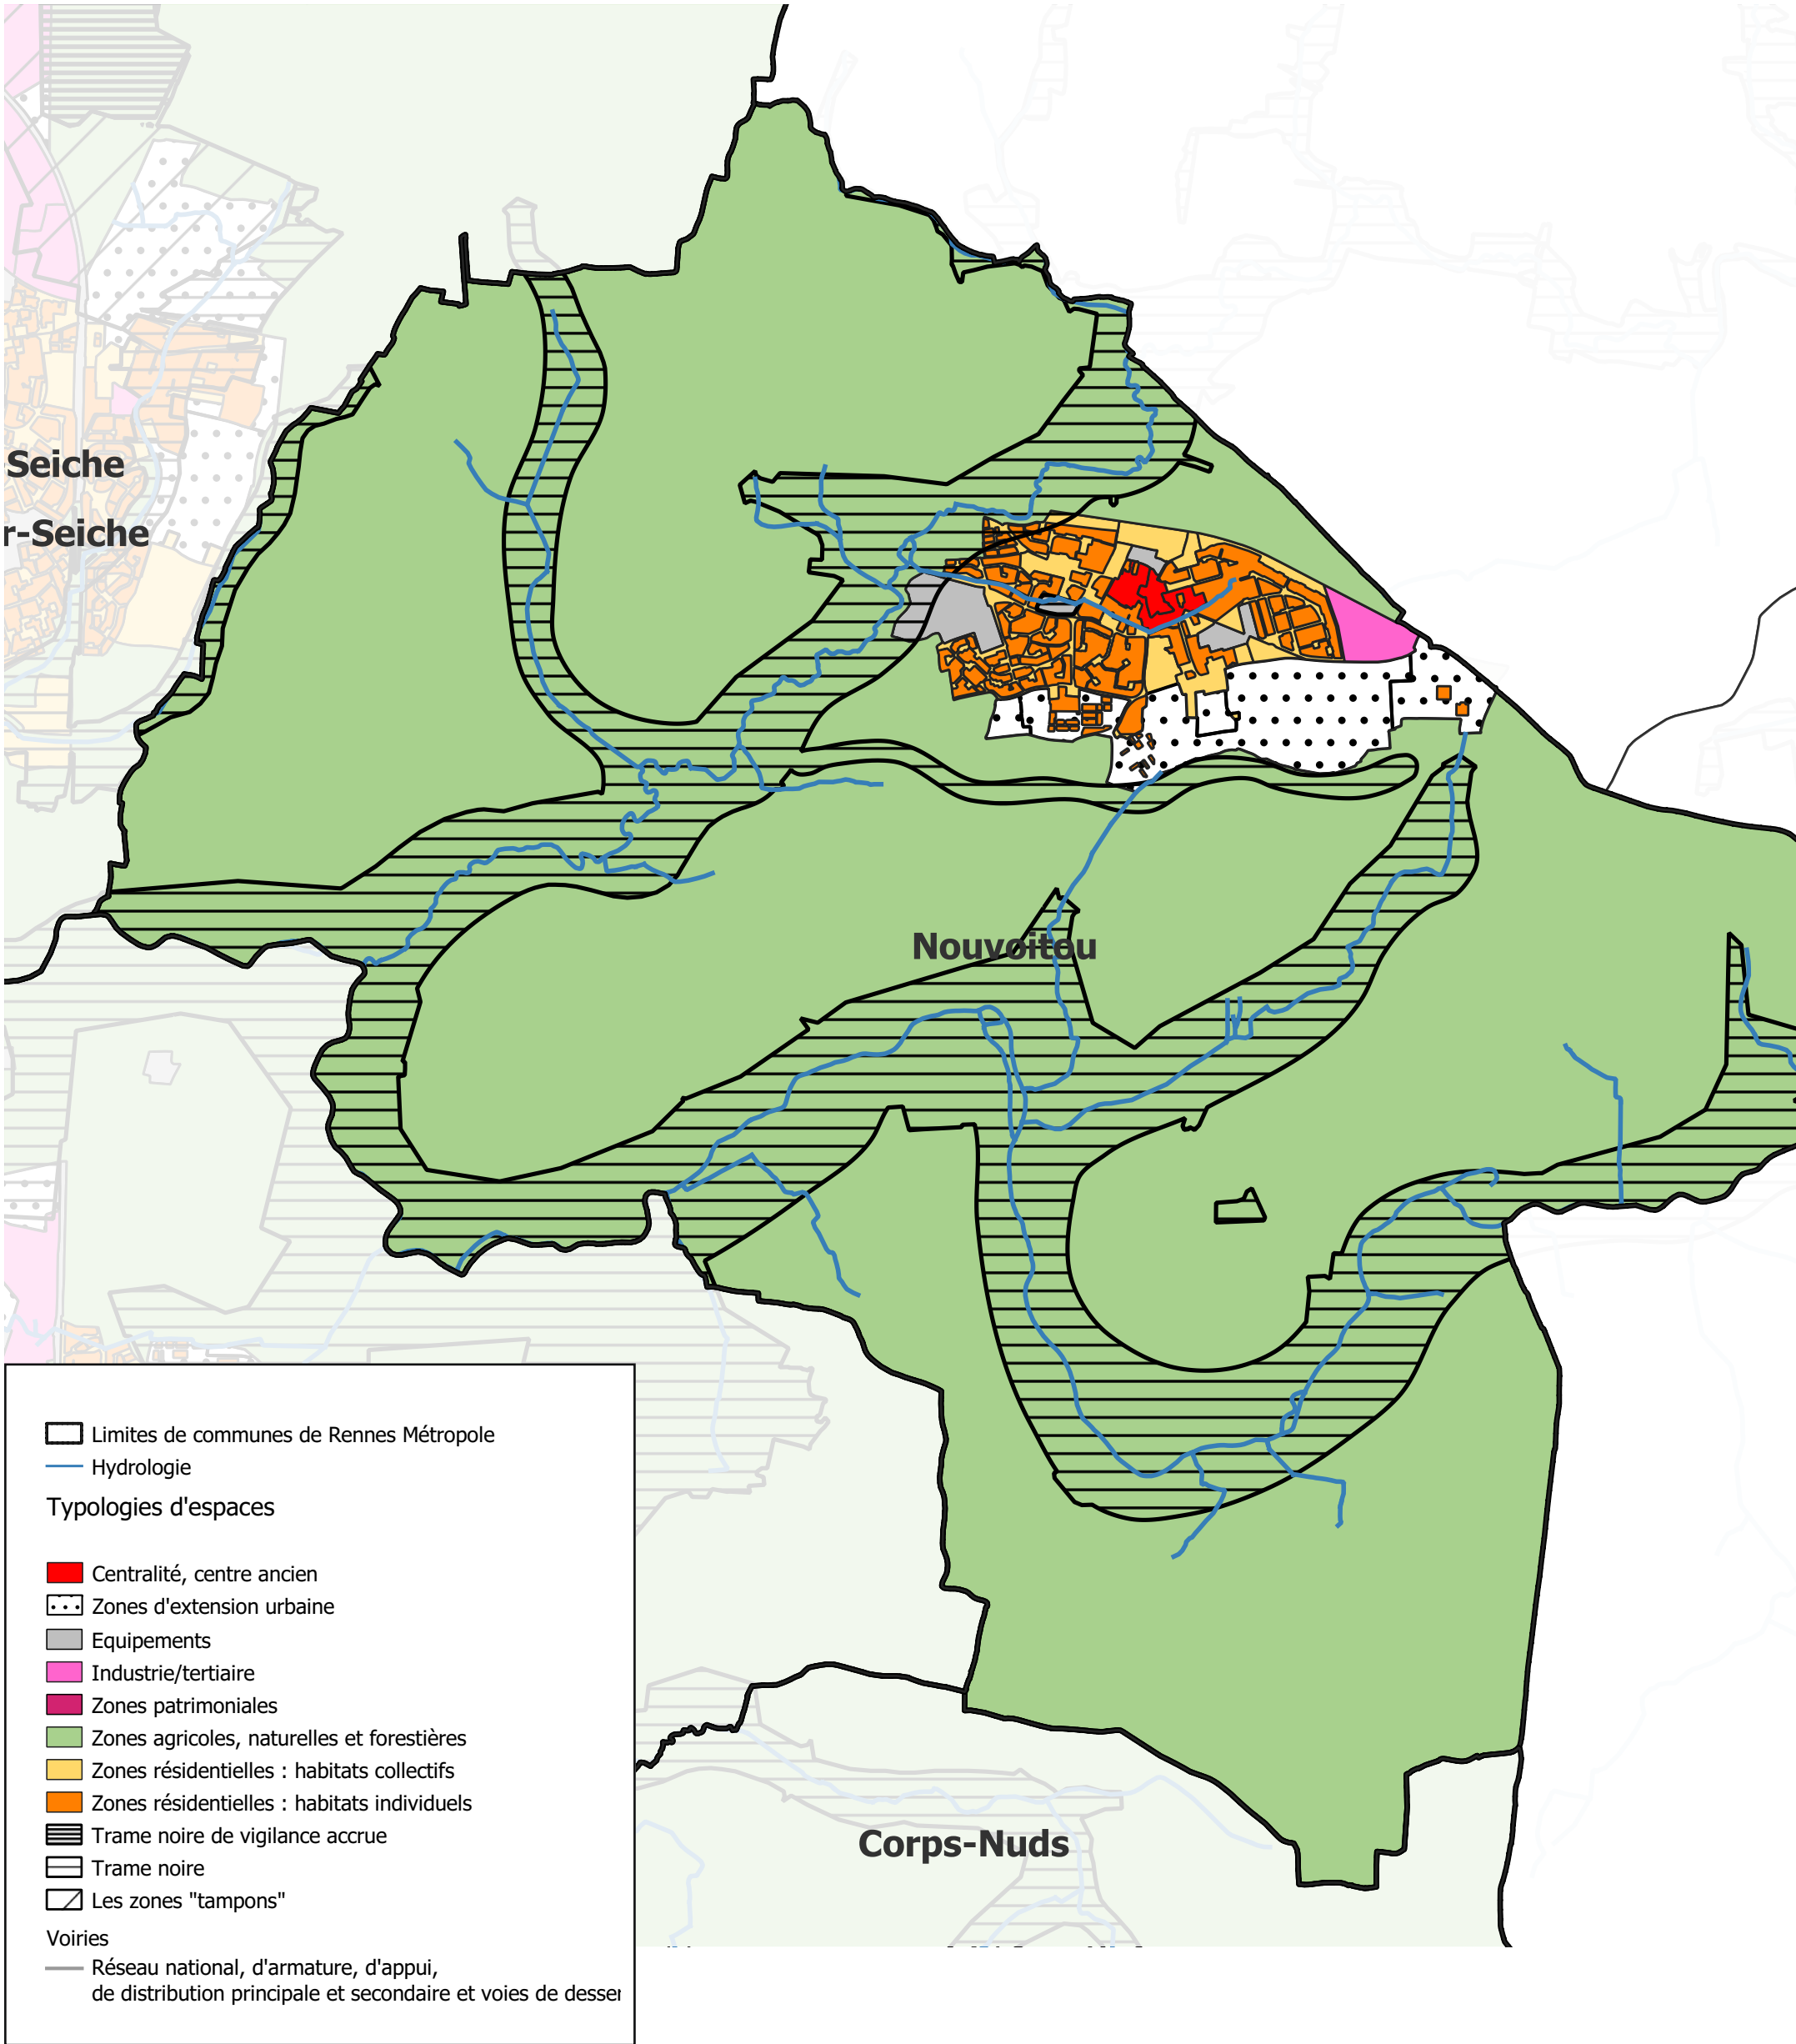 -Seiche
r-Seiche
Nouvoitou
Limites de communes de Rennes Métropole
Hydrologie
Typologies d'espaces
Centralité, centre ancien
Zones d'extension urbaine
Equipements
Industrie/tertiaire
Zones patrimoniales
Zones agricoles, naturelles et forestières
Zones résidentielles : habitats collectifs
Zones résidentielles : habitats individuels
Trame noire de vigilance accrue
Trame noire
Les zones "tampons"
Voiries
Réseau national, d'armature, d'appui,
de distribution principale et secondaire et voies de desser
Corps-Nuds